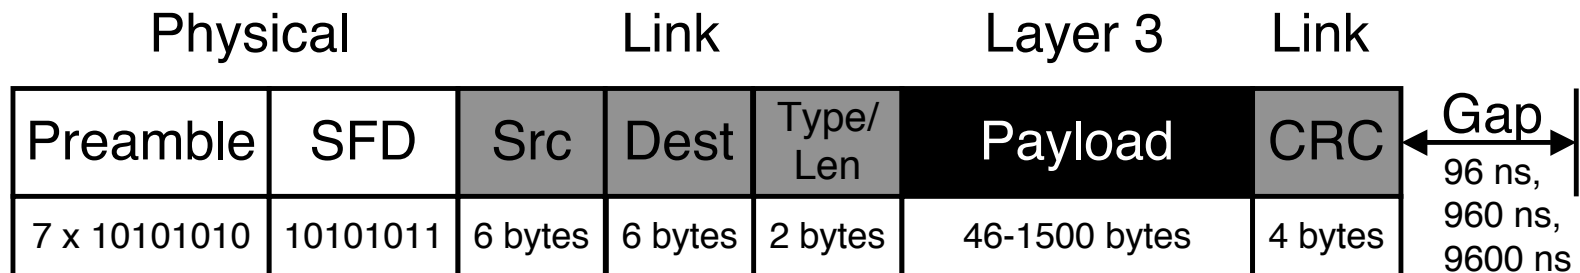 Physical Link Layer 3 Link
Preamble SFD Src Dest Type/ Len Payload CRC Gap
7 x 10101010 10101011 6 bytes 6 bytes 2 bytes 46-1500 bytes 4 bytes 96 ns,
960 ns,
9600 ns